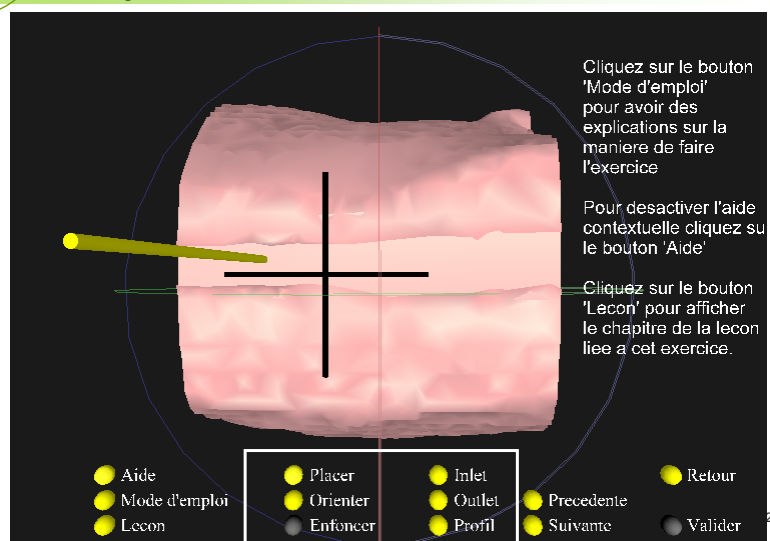 Cliquez sur le bouton
'Mode d'emploi'
pour avoir des
explications sur la
maniere de faire
l'exercice
Pour desactiver l'aide
contextuelle cliquez su
le bouton 'Aide'
Cliquez sur le bouton
'Lecon' pour afficher
le chapitre de la lecon
liee a cet exercice.
Aide Placer Inlet Retour
Mode d'emploi Orienter Outlet Precedente
Lecon Enfoncer Profil Suivante Valider